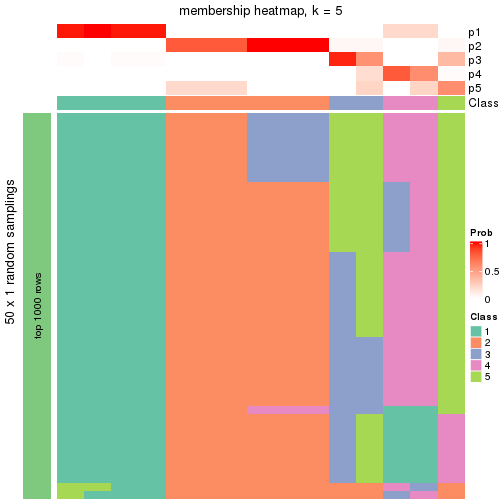 membership heatmap, k = 5
p1
p2
p3
p4
p5
Class
50 x 1 random samplings
top 1000 rows
Prob
1
0.5
0
Class
1
2
3
4
5